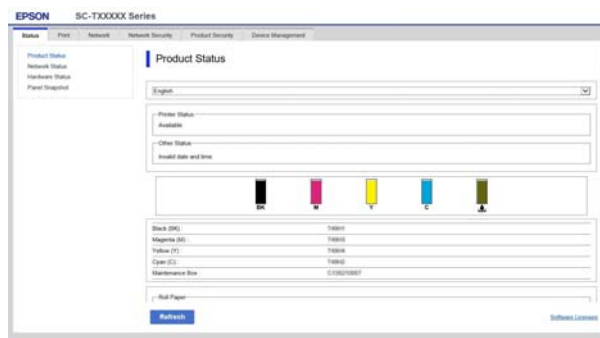 EPSON SC-TXXXXX Series
Status Print Network Network Security Product Security Device Management
Product Status
Network Status
Hardware Status
Panel Snapshot
Product Status
English
Printer Status
Available
Other Status
Invalid date and time
BK M Y C
Black (BK)
Magenta (M) :
Yellow (Y) :
Cyan (C) :
Maintenance Box
Roll Paper
Refresh
Software Licenses